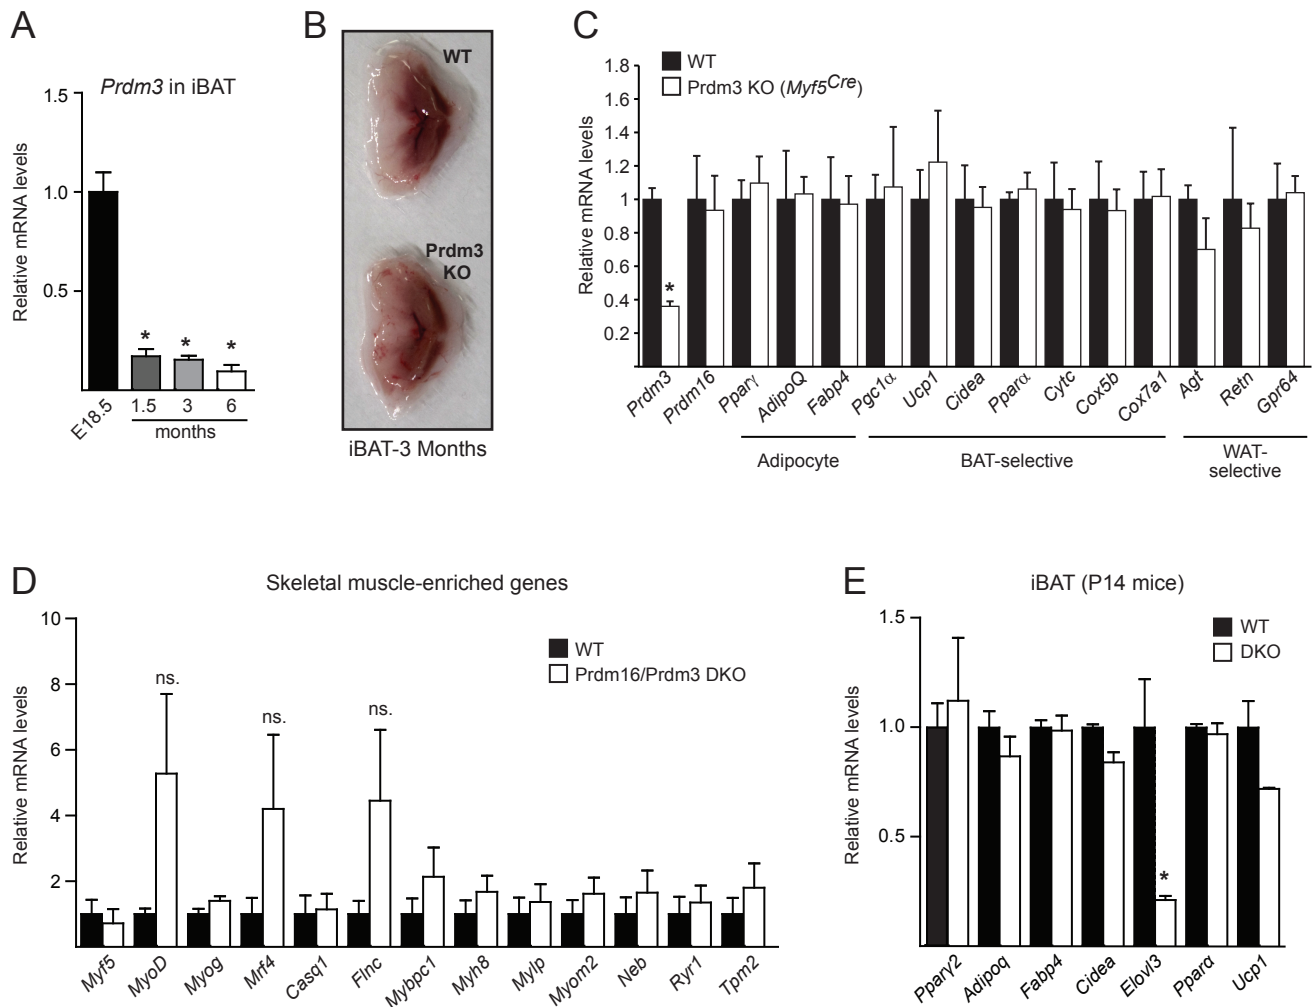 A
Prdm3 in iBAT
Relative mRNA levels
1.5
1.0
0.5
*
*
*
E18.5
1.5
3
6
months
B
WT
Prdm3
KO
iBAT-3 Months
C
WT
Prdm3 KO (Myf5Cre)
Relative mRNA levels
1.8
1.6
1.4
1.2
1
0.8
0.6
0.4
0.2
*
Prdm3
Prdm16
Pparγ
AdipoQ
Fabp4
Pgc1α
Ucp1
Cidea
Pparα
Cytc
Cox5b
Cox7a1
Agt
Retn
Gpr64
Adipocyte
BAT-selective
WAT-
selective
D
Skeletal muscle-enriched genes
WT
Prdm16/Prdm3 DKO
Relative mRNA levels
10
8
6
4
2
ns.
ns.
ns.
Myf5
MyoD
Myog
Mrf4
Casq1
Flnc
Mybpc1
Myh8
Mylp
Myom2
Neb
Ryr1
Tpm2
E
iBAT (P14 mice)
WT
DKO
Relative mRNA levels
1.5
1.0
0.5
*
Pparγ2
Adipoq
Fabp4
Cidea
Elovl3
Pparα
Ucp1